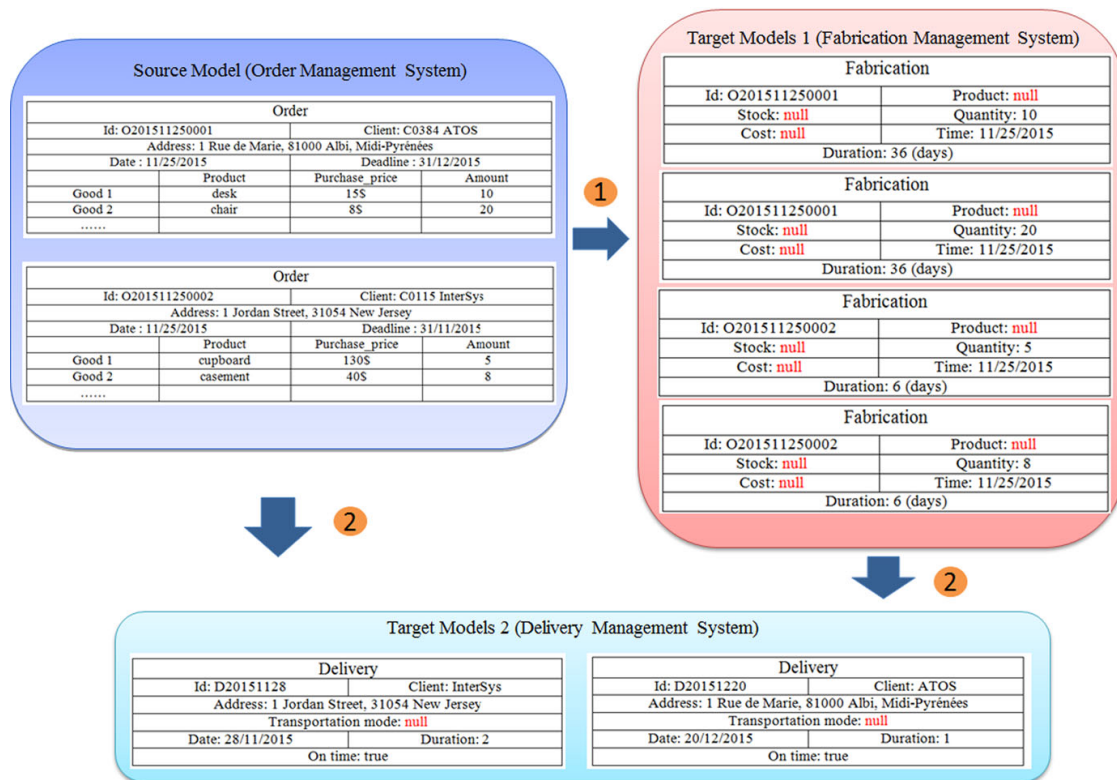 Source Model (Order Management System)
Order
Id: O201511250001 Client: C0384 ATOS
Address: 1 Rue de Marie, 81000 Albi, Midi-Pyrénées
Date : 11/25/2015 Deadline : 31/12/2015
Product Purchase_price Amount
Good 1 desk 15$ 10
Good 2 chair 8$ 20
......
Order
Id: O201511250002 Client: C0115 InterSys
Address: 1 Jordan Street, 31054 New Jersey
Date : 11/25/2015 Deadline : 31/11/2015
Product Purchase_price Amount
Good 1 cupboard 130$ 5
Good 2 casement 40$ 8
......
1
Target Models 1 (Fabrication Management System)
Fabrication
Id: O201511250001 Product: null
Stock: null Quantity: 10
Cost: null Time: 11/25/2015
Duration: 36 (days)
Fabrication
Id: O201511250001 Product: null
Stock: null Quantity: 20
Cost: null Time: 11/25/2015
Duration: 36 (days)
Fabrication
Id: O201511250002 Product: null
Stock: null Quantity: 5
Cost: null Time: 11/25/2015
Duration: 6 (days)
Fabrication
Id: O201511250002 Product: null
Stock: null Quantity: 8
Cost: null Time: 11/25/2015
Duration: 6 (days)
2
2
Target Models 2 (Delivery Management System)
Delivery
Id: D20151128 Client: InterSys
Address: 1 Jordan Street, 31054 New Jersey
Transportation mode: null
Date: 28/11/2015 Duration: 2
On time: true
Delivery
Id: D20151220 Client: ATOS
Address: 1 Rue de Marie, 81000 Albi, Midi-Pyrénées
Transportation mode: null
Date: 20/12/2015 Duration: 1
On time: true